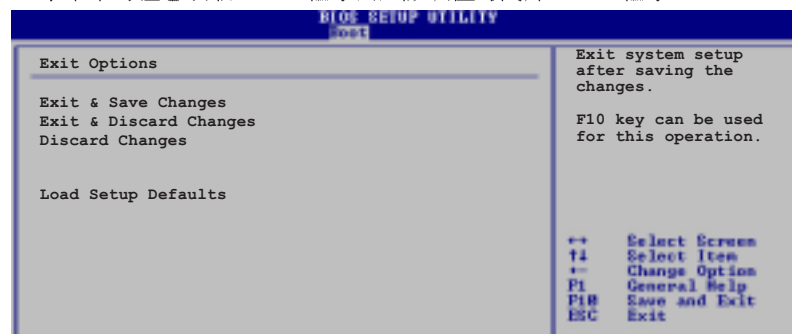 BIOS SETUP UTILITY
Boot
Exit Options
Exit & Save Changes
Exit & Discard Changes
Discard Changes
Load Setup Defaults
Exit system setup
after saving the
changes.
F10 key can be used
for this operation.
↔ Select Screen
↑↓ Select Item
+- Change Option
F1 General Help
F10 Save and Exit
ESC Exit